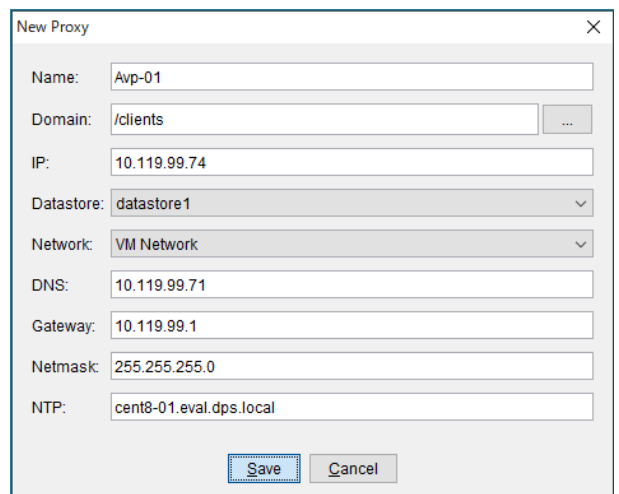 New Proxy
Name: Avp-01
Domain: /clients ...
IP: 10.119.99.74
Datastore: datastore1
Network: VM Network
DNS: 10.119.99.71
Gateway: 10.119.99.1
Netmask: 255.255.255.0
NTP: cent8-01.eval.dps.local
Save Cancel